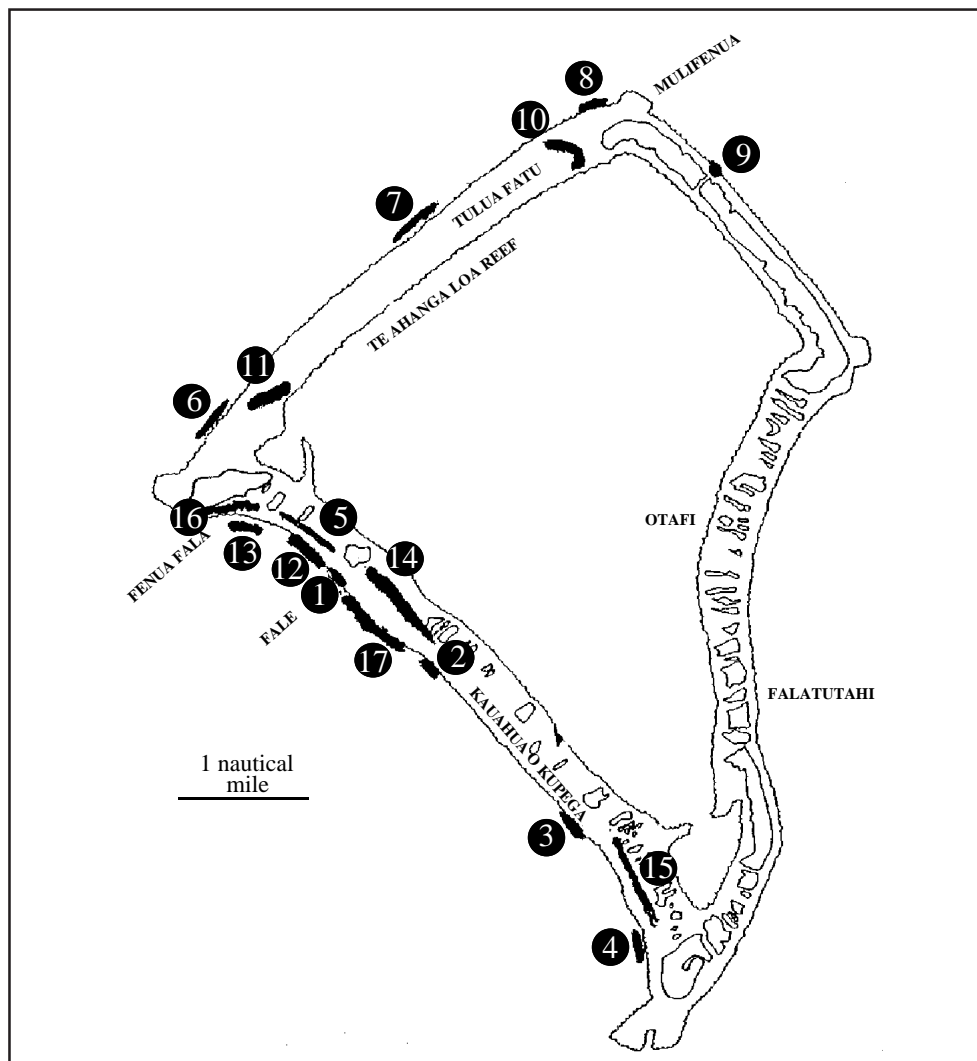 8
MULIFENUA
10
9
7
TULUA FATU
TE AHANGA LOA REEF
11
6
16
5
OTAFI
13
14
FENUA FALA
12
1
FALE
17
2
FALATUTAHI
KAUAHUA O KUPEGA
1 nautical
mile
3
15
4